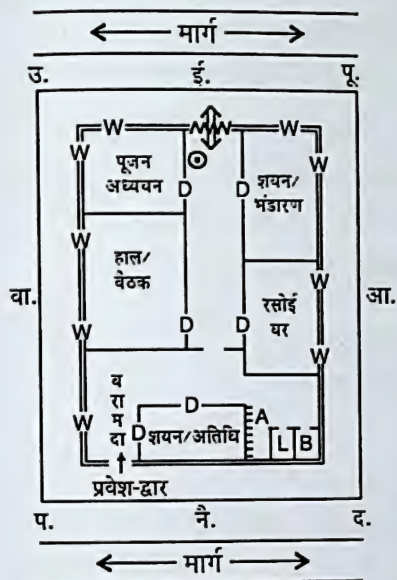 मार्ग
उ. ई. पू.
W W
W W
पूजन
अध्ययन
D D
शयन/
भंडारण
W W
हाल/
वेठक
रसोई
घर
वा. आ.
W D D W
ब
रा
म
दा
W D
D
शयन/अतिथि
A
L B
प्रवेश-द्वार
प. नै. द.
मार्ग